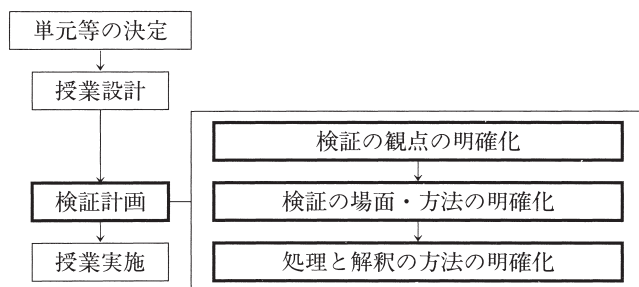 単元等の決定
授業設計
検証計画
授業実施
検証の観点の明確化
検証の場面・方法の明確化
処理と解釈の方法の明確化